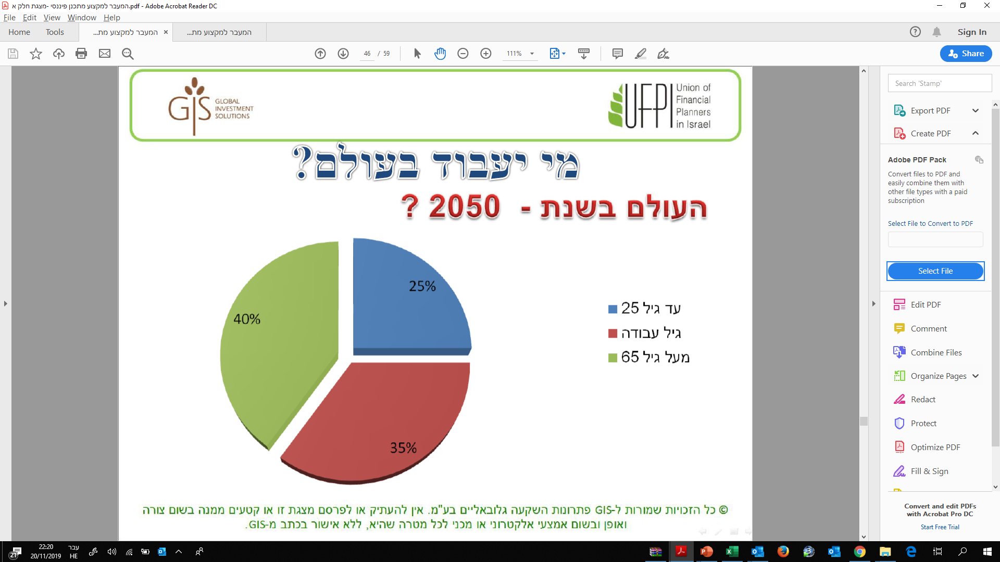 המעבר למקצוע מתכנן פיננסי -מצגת חלק א.pdf - Adobe Acrobat Reader DC
File Edit View Window Help
Home Tools המעבר למקצוע מת... המעבר למקצוע מת... Sign In
46 / 59 111% Share
GIS GLOBAL INVESTMENT SOLUTIONS
UFPI Union of Financial Planners in Israel
מי יעבוד בעולם?
העולם בשנת - 2050 ?
25%
40%
35%
עד גיל 25
גיל עבודה
מעל גיל 65
© כל הזכויות שמורות ל-GIS פתרונות השקעה גלובאליים בע"מ. אין להעתיק או לפרסם מצגת זו או קטעים ממנה בשום צורה
ואופן ובשום אמצעי אלקטרוני או מכני לכל מטרה שהיא, ללא אישור בכתב מ-GIS.
Search 'Stamp'
Export PDF
Create PDF
Adobe PDF Pack
Convert files to PDF and
easily combine them with
other file types with a paid
subscription
Select File to Convert to PDF
Select File
Edit PDF
Comment
Combine Files
Organize Pages
Redact
Protect
Optimize PDF
Fill & Sign
Convert and edit PDFs
with Acrobat Pro DC
Start Free Trial
21
22:20
20/11/2019
עבר
HE